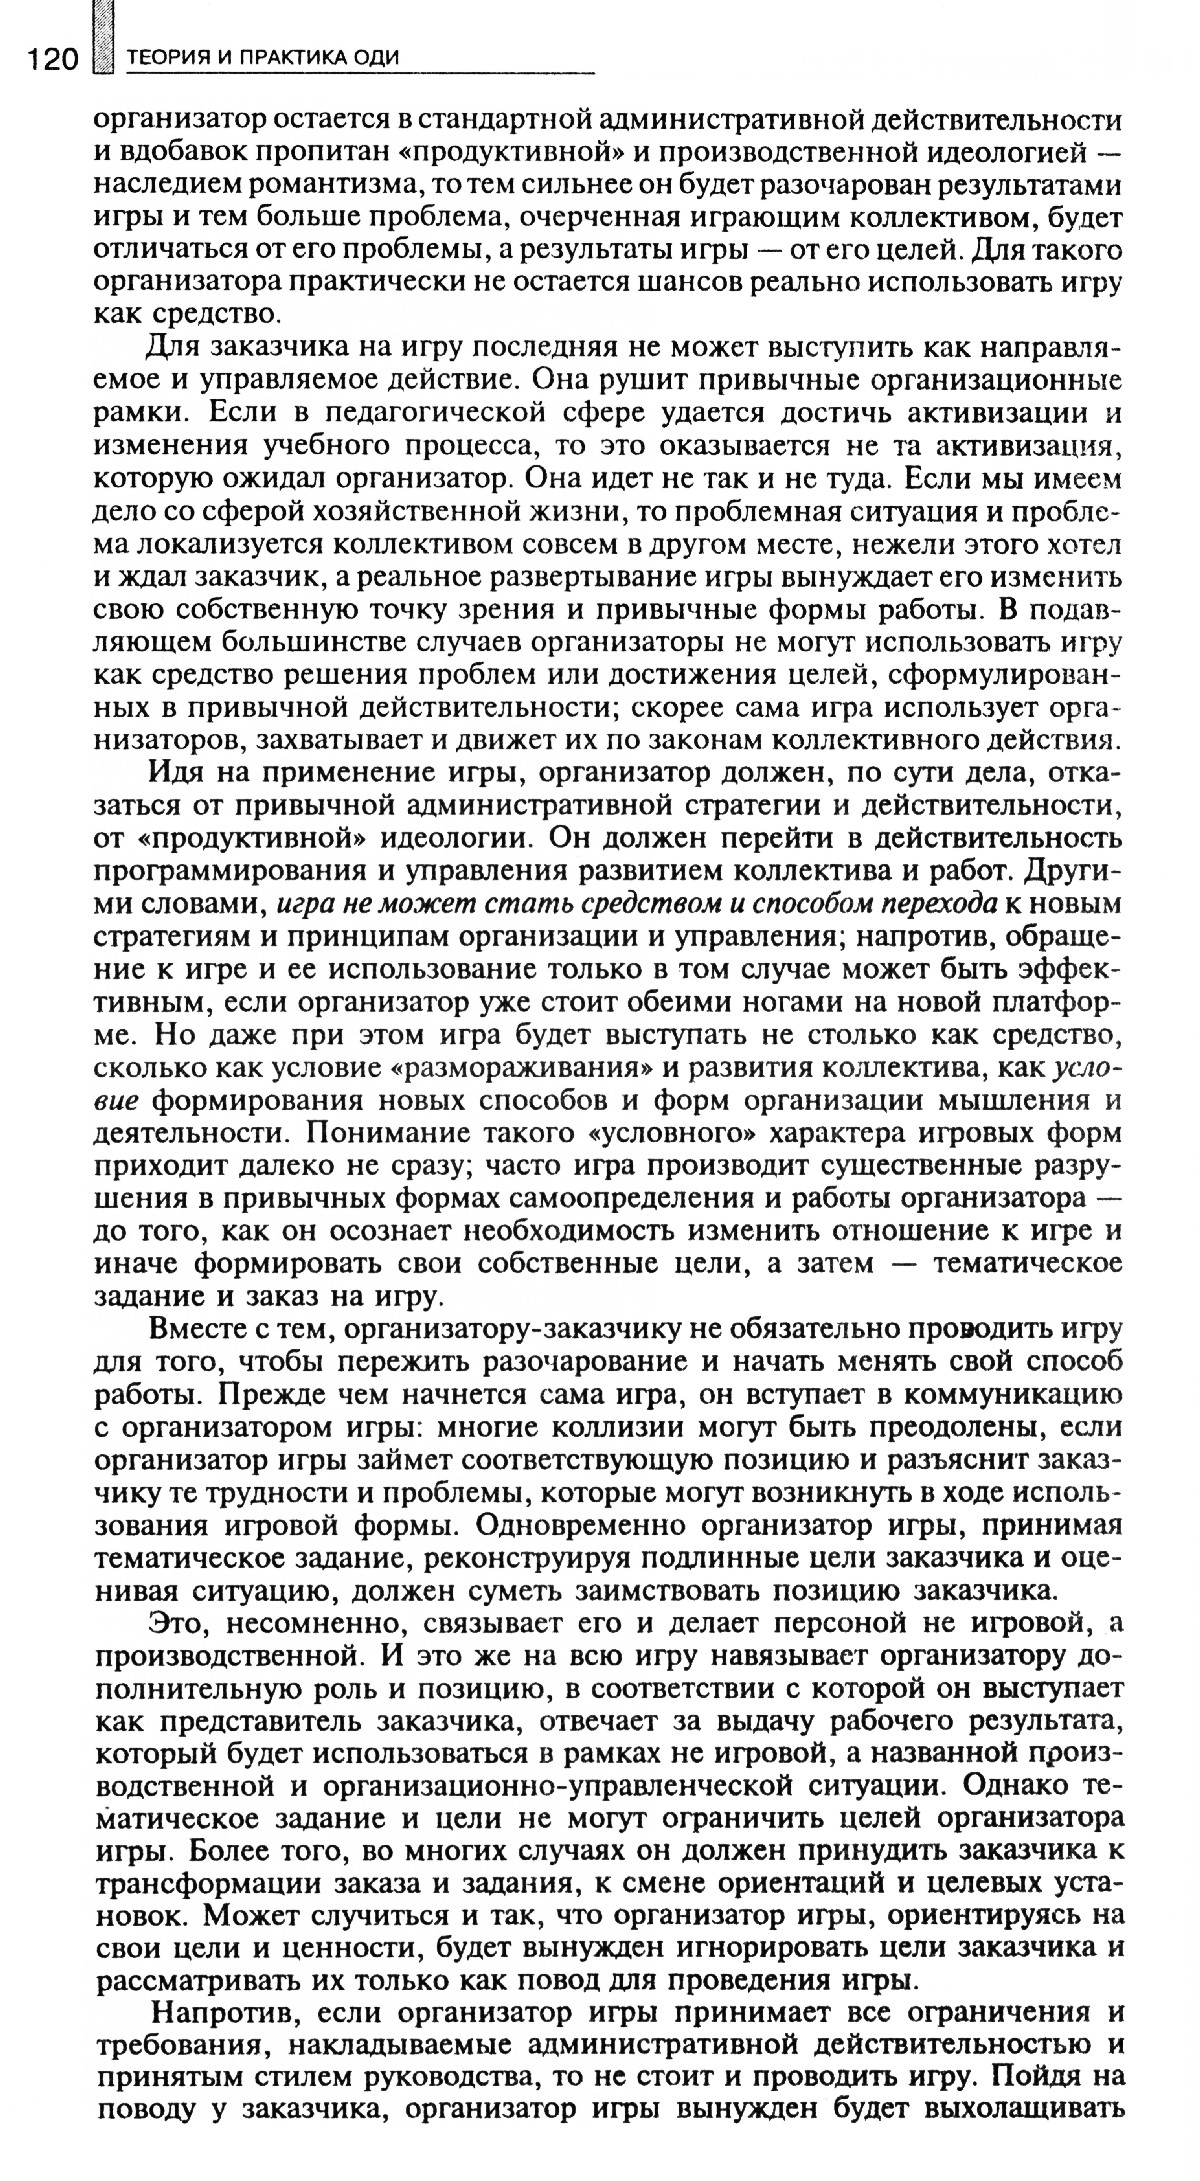 120
ТЕОРИЯ И ПРАКТИКА ОДИ
организатор остается в стандартной административной действительности
и вдобавок пропитан «продуктивной» и производственной идеологией —
наследием романтизма, то тем сильнее он будет разочарован результатами
игры и тем больше проблема, очерченная играющим коллективом, будет
отличаться от его проблемы, а результаты игры — от его целей. Для такого
организатора практически не остается шансов реально использовать игру
как средство.
Для заказчика на игру последняя не может выступить как направля-
емое и управляемое действие. Она рушит привычные организационные
рамки. Если в педагогической сфере удается достичь активизации и
изменения учебного процесса, то это оказывается не та активизация,
которую ожидал организатор. Она идет не так и не туда. Если мы имеем
дело со сферой хозяйственной жизни, то проблемная ситуация и пробле-
ма локализуется коллективом совсем в другом месте, нежели этого хотел
и ждал заказчик, а реальное развертывание игры вынуждает его изменить
свою собственную точку зрения и привычные формы работы. В подав-
ляющем большинстве случаев организаторы не могут использовать игру
как средство решения проблем или достижения целей, сформулирован-
ных в привычной действительности; скорее сама игра использует орга-
низаторов, захватывает и движет их по законам коллективного действия.
Идя на применение игры, организатор должен, по сути дела, отка-
заться от привычной административной стратегии и действительности,
от «продуктивной» идеологии. Он должен перейти в действительность
программирования и управления развитием коллектива и работ. Други-
ми словами, игра не может стать средством и способом перехода к новым
стратегиям и принципам организации и управления; напротив, обраще-
ние к игре и ее использование только в том случае может быть эффек-
тивным, если организатор уже стоит обеими ногами на новой платфор-
ме. Но даже при этом игра будет выступать не столько как средство,
сколько как условие «размораживания» и развития коллектива, как усло-
вие формирования новых способов и форм организации мышления и
деятельности. Понимание такого «условного» характера игровых форм
приходит далеко не сразу; часто игра производит существенные разру-
шения в привычных формах самоопределения и работы организатора —
до того, как он осознает необходимость изменить отношение к игре и
иначе формировать свои собственные цели, а затем — тематическое
задание и заказ на игру.
Вместе с тем, организатору-заказчику не обязательно проводить игру
для того, чтобы пережить разочарование и начать менять свой способ
работы. Прежде чем начнется сама игра, он вступает в коммуникацию
с организатором игры: многие коллизии могут быть преодолены, если
организатор игры займет соответствующую позицию и разъяснит заказ-
чику те трудности и проблемы, которые могут возникнуть в ходе исполь-
зования игровой формы. Одновременно организатор игры, принимая
тематическое задание, реконструируя подлинные цели заказчика и оце-
нивая ситуацию, должен суметь заимствовать позицию заказчика.
Это, несомненно, связывает его и делает персоной не игровой, а
производственной. И это же на всю игру навязывает организатору до-
полнительную роль и позицию, в соответствии с которой он выступает
как представитель заказчика, отвечает за выдачу рабочего результата,
который будет использоваться в рамках не игровой, а названной произ-
водственной и организационно-управленческой ситуации. Однако те-
матическое задание и цели не могут ограничить целей организатора
игры. Более того, во многих случаях он должен принудить заказчика к
трансформации заказа и задания, к смене ориентаций и целевых уста-
новок. Может случиться и так, что организатор игры, ориентируясь на
свои цели и ценности, будет вынужден игнорировать цели заказчика и
рассматривать их только как повод для проведения игры.
Напротив, если организатор игры принимает все ограничения и
требования, накладываемые административной действительностью и
принятым стилем руководства, то не стоит и проводить игру. Пойдя на
поводу у заказчика, организатор игры вынужден будет выхолащивать